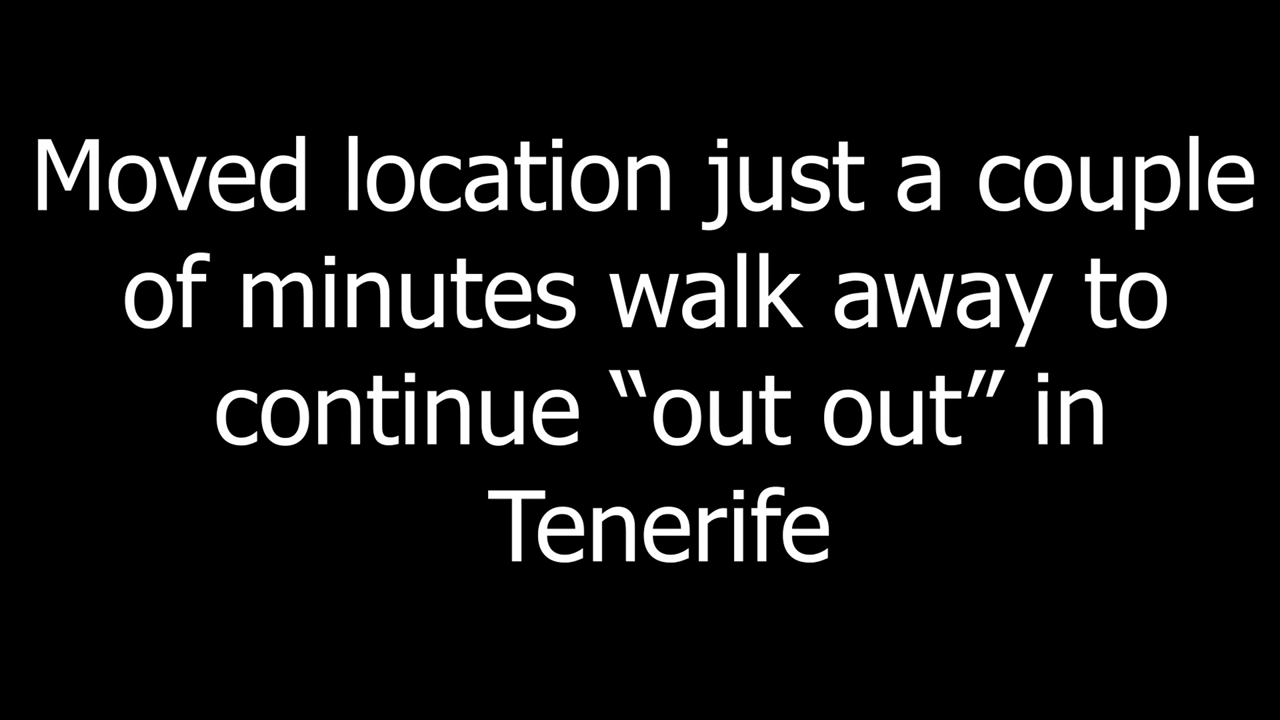 Moved location just a couple
of minutes walk away to
continue “out out” in
Tenerife